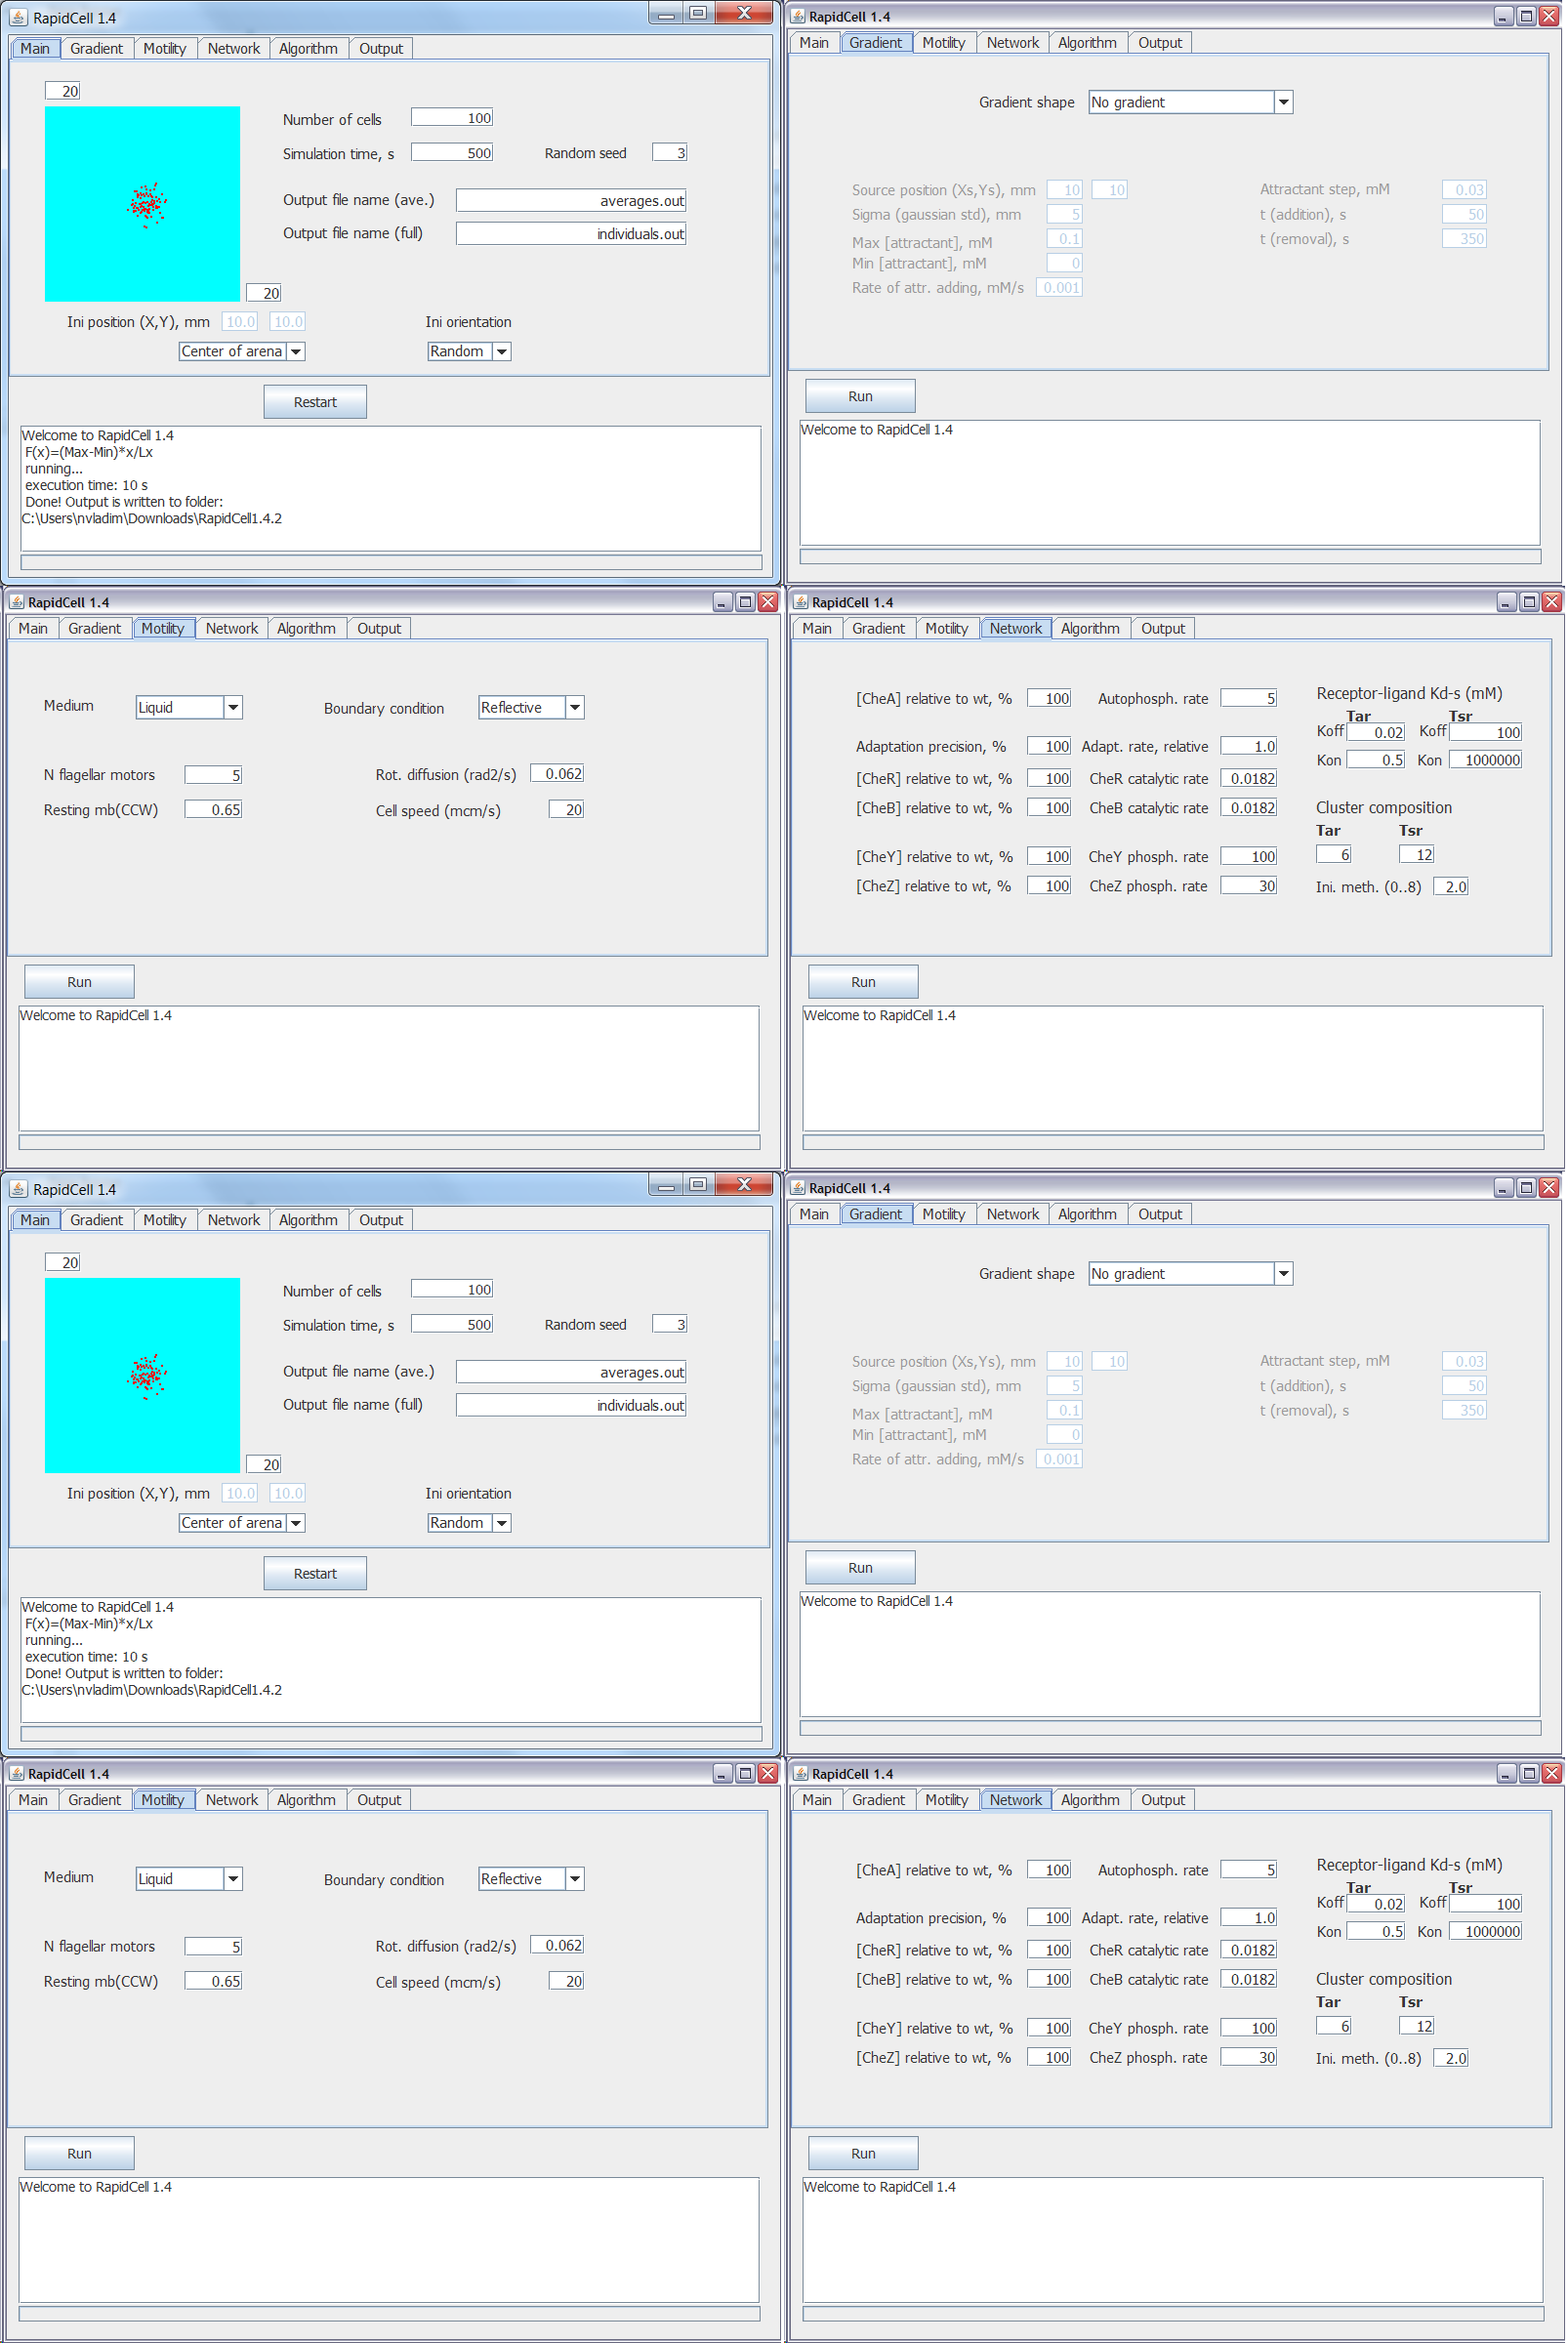 RapidCell 1.4
Main Gradient Motility Network Algorithm Output
20
Number of cells 100
Simulation time, s 500 Random seed 3
Output file name (ave.) averages.out
Output file name (full) individuals.out
20
Ini position (X,Y), mm 10.0 10.0 Ini orientation
Center of arena Random
Restart
Welcome to RapidCell 1.4
F(x)=(Max-Min)*x/Lx
running...
execution time: 10 s
Done! Output is written to folder:
C:\Users\nvladim\Downloads\RapidCell1.4.2
RapidCell 1.4
Main Gradient Motility Network Algorithm Output
Gradient shape No gradient
Source position (Xs,Ys), mm 10 10 Attractant step, mM 0.03
Sigma (gaussian std), mm 5 t (addition), s 50
Max [attractant], mM 0.1 t (removal), s 350
Min [attractant], mM 0
Rate of attr. adding, mM/s 0.001
Run
Welcome to RapidCell 1.4
RapidCell 1.4
Main Gradient Motility Network Algorithm Output
Medium Liquid Boundary condition Reflective
N flagellar motors 5 Rot. diffusion (rad2/s) 0.062
Resting mb(CCW) 0.65 Cell speed (mcm/s) 20
Run
Welcome to RapidCell 1.4
RapidCell 1.4
Main Gradient Motility Network Algorithm Output
[CheA] relative to wt, % 100 Autophosph. rate 5 Receptor-ligand Kd-s (mM)
Tar Tsr
Koff 0.02 Koff 100
Adaptation precision, % 100 Adapt. rate, relative 1.0 Kon 0.5 Kon 1000000
[CheR] relative to wt, % 100 CheR catalytic rate 0.0182
[CheB] relative to wt, % 100 CheB catalytic rate 0.0182 Cluster composition
Tar Tsr
[CheY] relative to wt, % 100 CheY phosph. rate 100 6 12
[CheZ] relative to wt, % 100 CheZ phosph. rate 30 Ini. meth. (0..8) 2.0
Run
Welcome to RapidCell 1.4
RapidCell 1.4
Main Gradient Motility Network Algorithm Output
20
Number of cells 100
Simulation time, s 500 Random seed 3
Output file name (ave.) averages.out
Output file name (full) individuals.out
20
Ini position (X,Y), mm 10.0 10.0 Ini orientation
Center of arena Random
Restart
Welcome to RapidCell 1.4
F(x)=(Max-Min)*x/Lx
running...
execution time: 10 s
Done! Output is written to folder:
C:\Users\nvladim\Downloads\RapidCell1.4.2
RapidCell 1.4
Main Gradient Motility Network Algorithm Output
Gradient shape No gradient
Source position (Xs,Ys), mm 10 10 Attractant step, mM 0.03
Sigma (gaussian std), mm 5 t (addition), s 50
Max [attractant], mM 0.1 t (removal), s 350
Min [attractant], mM 0
Rate of attr. adding, mM/s 0.001
Run
Welcome to RapidCell 1.4
RapidCell 1.4
Main Gradient Motility Network Algorithm Output
Medium Liquid Boundary condition Reflective
N flagellar motors 5 Rot. diffusion (rad2/s) 0.062
Resting mb(CCW) 0.65 Cell speed (mcm/s) 20
Run
Welcome to RapidCell 1.4
RapidCell 1.4
Main Gradient Motility Network Algorithm Output
[CheA] relative to wt, % 100 Autophosph. rate 5 Receptor-ligand Kd-s (mM)
Tar Tsr
Koff 0.02 Koff 100
Adaptation precision, % 100 Adapt. rate, relative 1.0 Kon 0.5 Kon 1000000
[CheR] relative to wt, % 100 CheR catalytic rate 0.0182
[CheB] relative to wt, % 100 CheB catalytic rate 0.0182 Cluster composition
Tar Tsr
[CheY] relative to wt, % 100 CheY phosph. rate 100 6 12
[CheZ] relative to wt, % 100 CheZ phosph. rate 30 Ini. meth. (0..8) 2.0
Run
Welcome to RapidCell 1.4